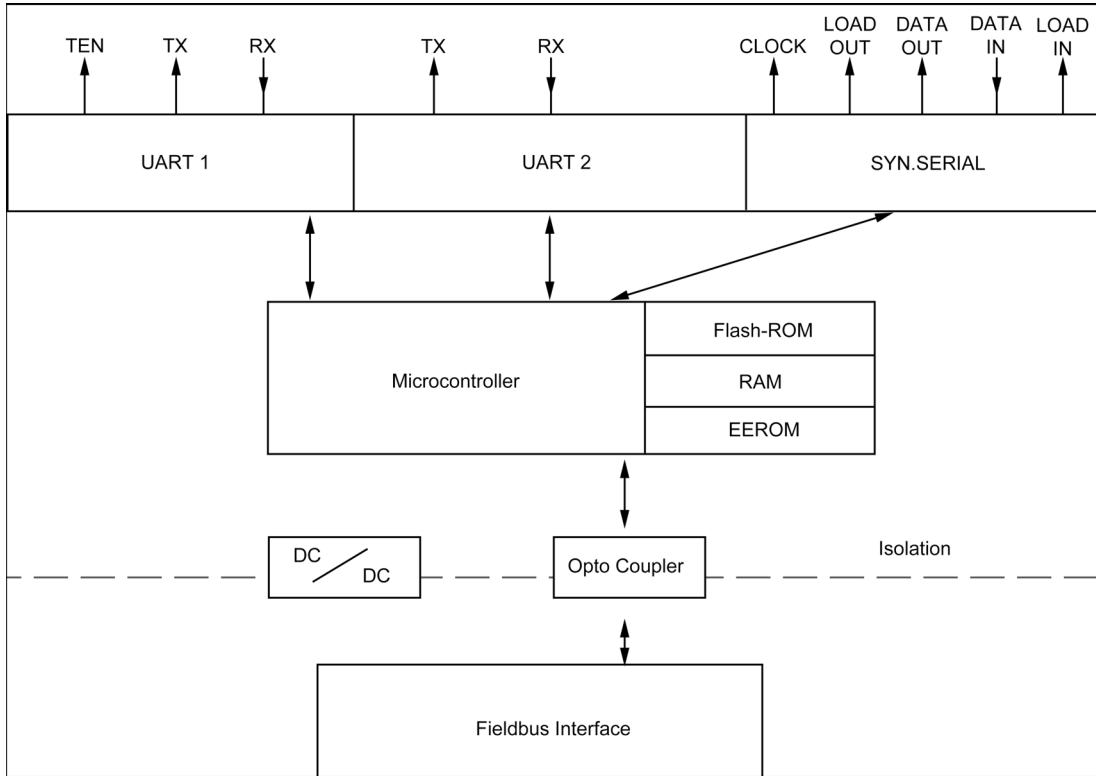 TEN
TX
RX
TX
RX
CLOCK
LOAD
OUT
DATA
OUT
DATA
IN
LOAD
IN
UART 1
UART 2
SYN.SERIAL
Microcontroller
Flash-ROM
RAM
EEROM
DC
DC
Opto Coupler
Isolation
Fieldbus Interface